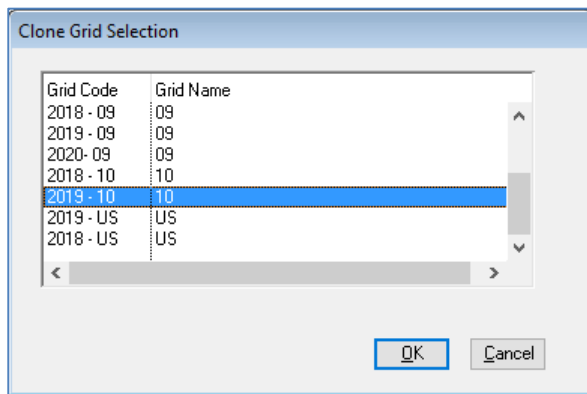 Clone Grid Selection
Grid Code Grid Name
2018 - 09 09
2019 - 09 09
2020- 09 09
2018 - 10 10
2019 - 10 10
2019 - US US
2018 - US US
OK Cancel